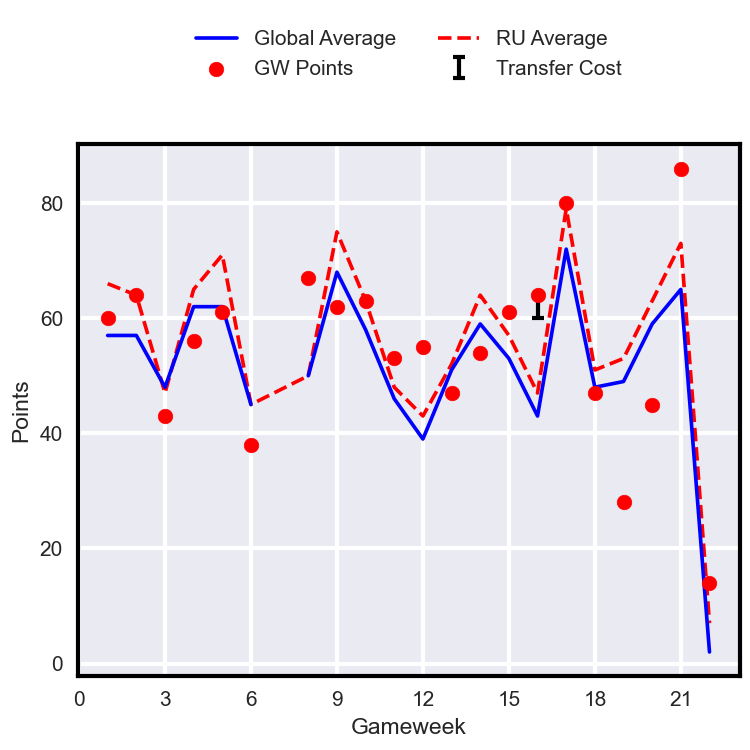 Global Average RU Average
GW Points Transfer Cost
80
60
40
20
0
Points
0 3 6 9 12 15 18 21
Gameweek